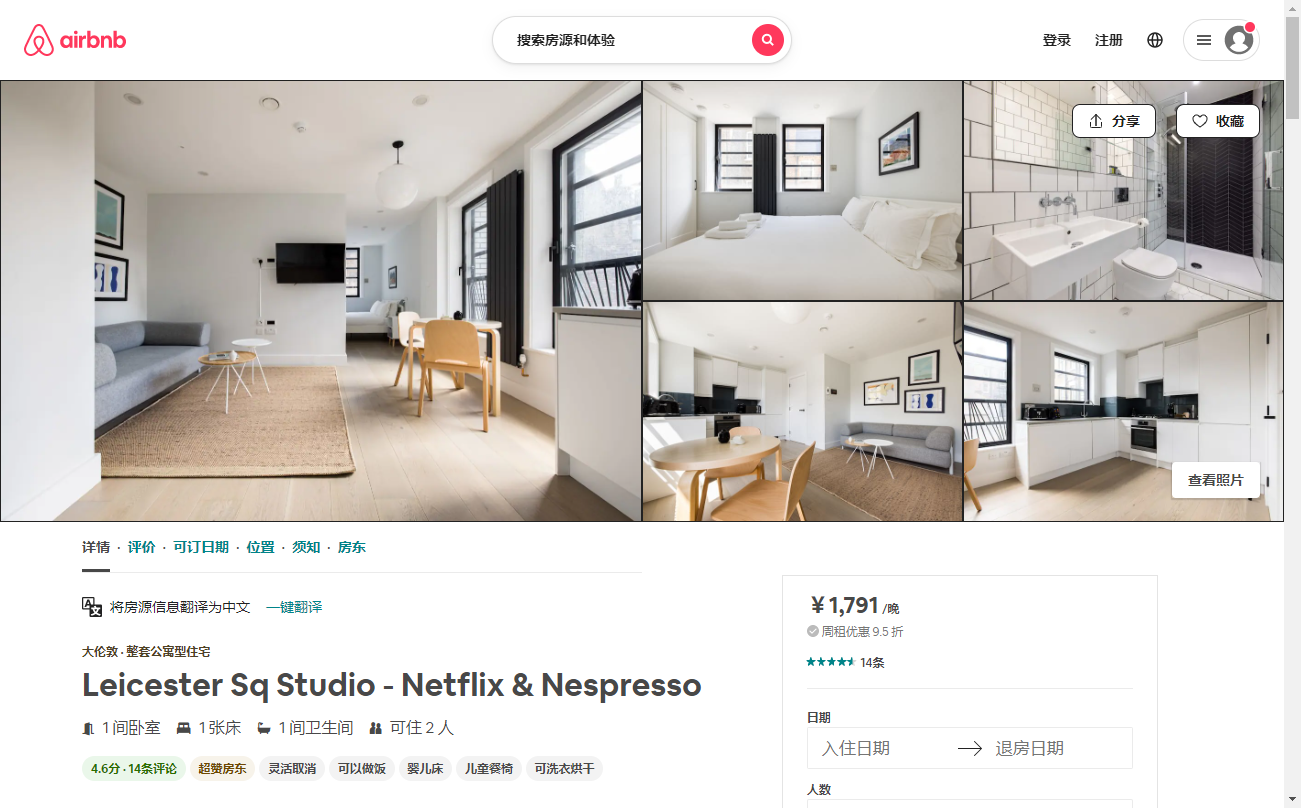 airbnb
搜索房源和体验
登录
注册
分享
收藏
查看照片
详情 · 评价 · 可订日期 · 位置 · 须知 · 房东
将房源信息翻译为中文 一键翻译
大伦敦 · 整套公寓型住宅
Leicester Sq Studio - Netflix & Nespresso
1间卧室 1张床 1间卫生间 可住 2 人
4.6分 · 14条评论 超赞房东 灵活取消 可以做饭 婴儿床 儿童餐椅 可洗衣烘干
¥1,791 /晚
周租优惠 9.5 折
14条
日期
入住日期 退房日期
人数